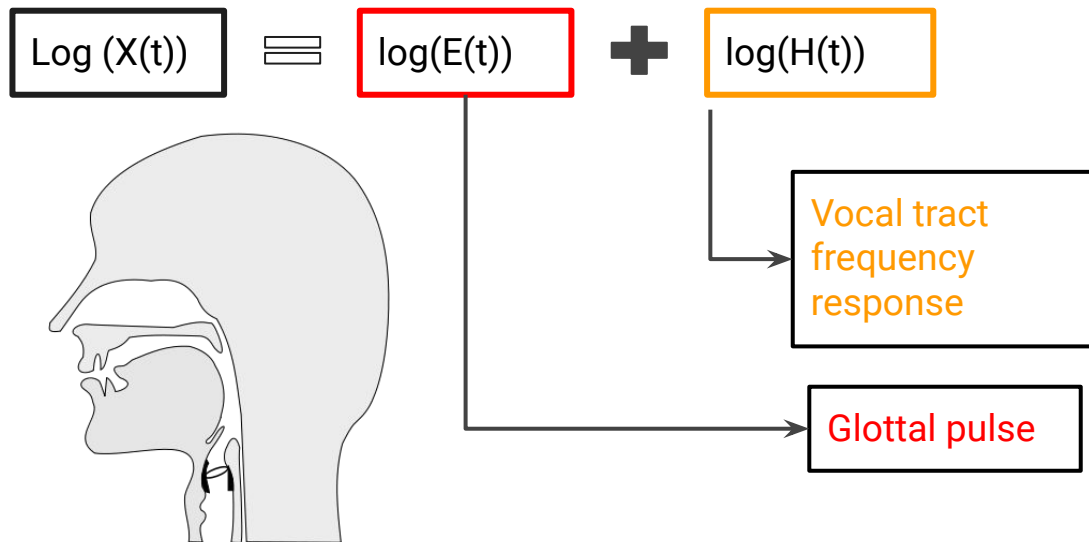 Log (X(t)) = log(E(t)) + log(H(t))
Vocal tract
frequency
response
Glottal pulse